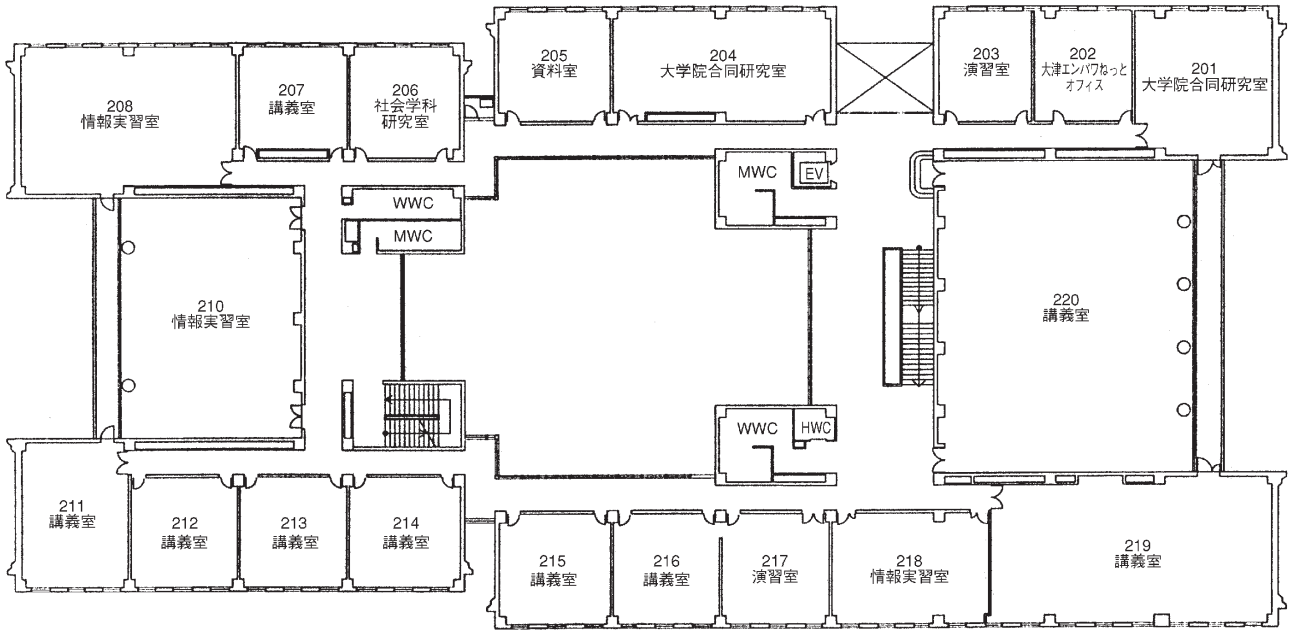 205
資料室
204
大学院合同研究室
203
演習室
202
大津エンパワねっと
オフィス
201
大学院合同研究室
208
情報実習室
207
講義室
206
社会学科
研究室
MWC
EV
WWC
MWC
210
情報実習室
220
講義室
WWC
HWC
211
講義室
212
講義室
213
講義室
214
講義室
215
講義室
216
講義室
217
演習室
218
情報実習室
219
講義室